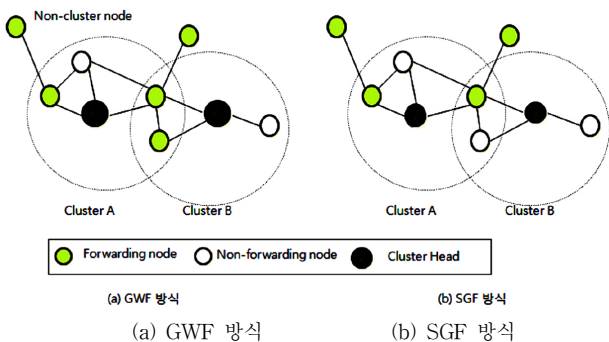 Non-cluster node
Cluster A
Cluster B
Cluster A
Cluster B
Forwarding node
Non-forwarding node
Cluster Head
(a) GWF 방식
(b) SGF 방식
(a) GWF 방식
(b) SGF 방식